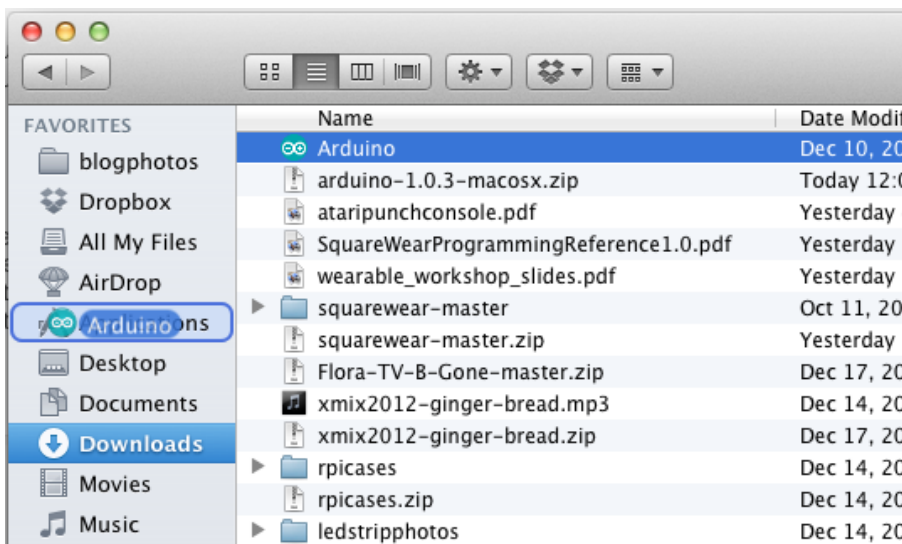 Name Date Modif
FAVORITES
blogphotos
Dropbox
All My Files
AirDrop
Arduino ons
Desktop
Documents
Downloads
Movies
Music
Arduino Dec 10, 20
arduino-1.0.3-macosx.zip Today 12:0
ataripunchconsole.pdf Yesterday
SquareWearProgrammingReference1.0.pdf Yesterday
wearable_workshop_slides.pdf Yesterday
squarewear-master Oct 11, 20
squarewear-master.zip Yesterday
Flora-TV-B-Gone-master.zip Dec 17, 20
xmix2012-ginger-bread.mp3 Dec 14, 20
xmix2012-ginger-bread.zip Dec 17, 20
rpicases Dec 14, 20
rpicases.zip Dec 14, 20
ledstripphotos Dec 14, 20